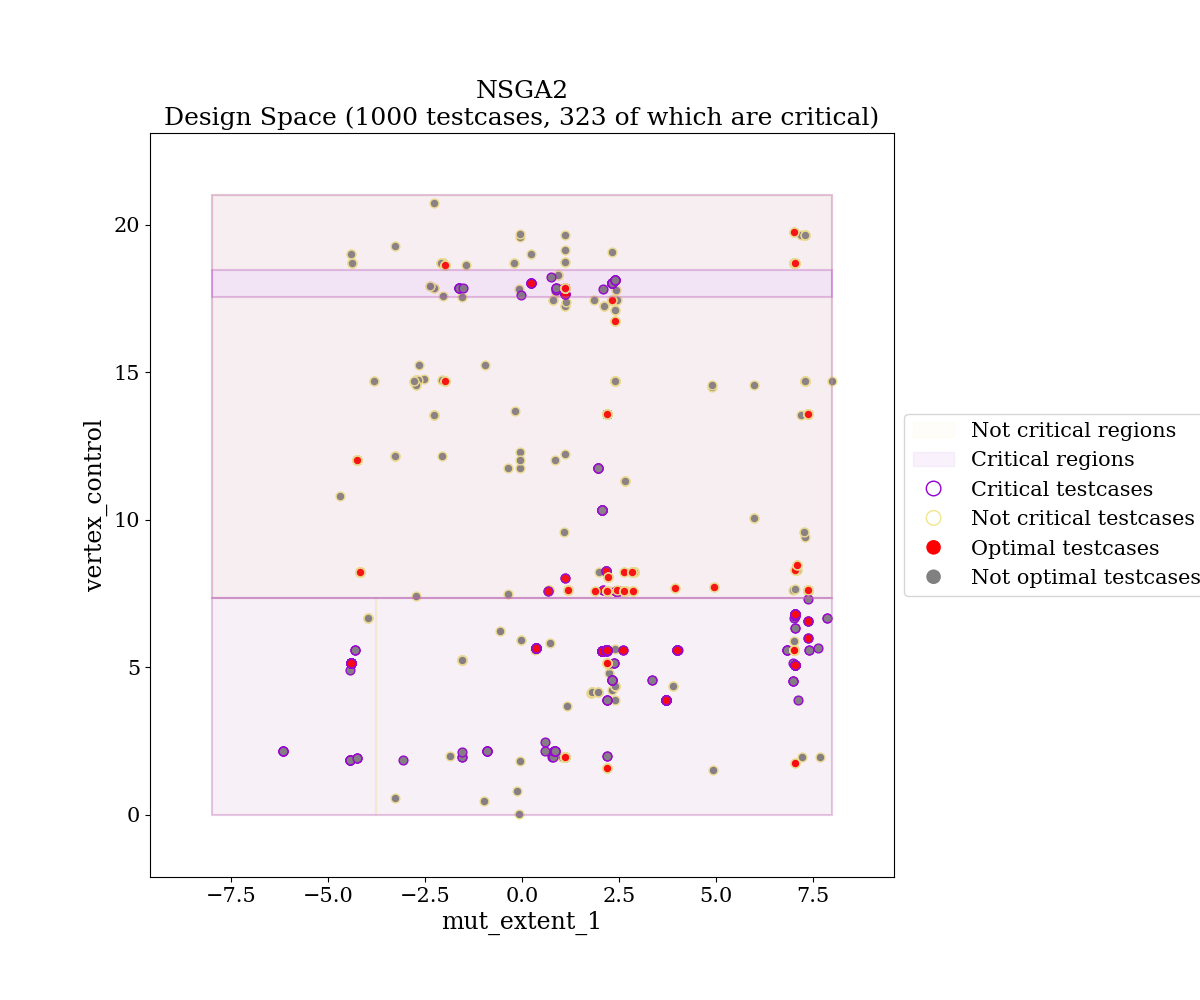 NSGA2
Design Space (1000 testcases, 323 of which are critical)
20
15
10
5
0
vertex_control
−7.5
−5.0
−2.5
0.0
2.5
5.0
7.5
mut_extent_1
Not critical regions
Critical regions
Critical testcases
Not critical testcases
Optimal testcases
Not optimal testcases